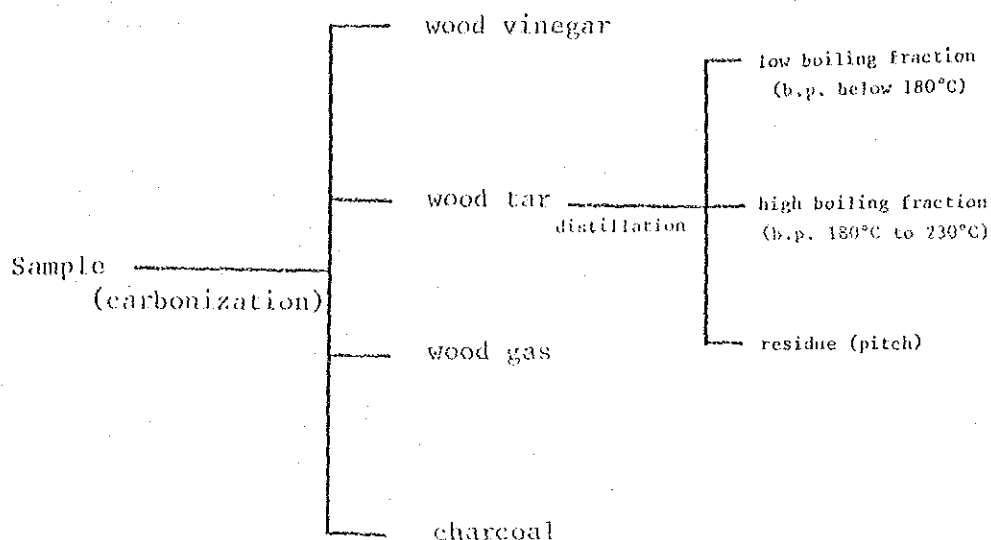 wood vinegar
low boiling fraction
(b.p. below 180°C)
wood tar
distillation
high boiling fraction
(b.p. 180°C to 230°C)
Sample
(carbonization)
wood gas
residue (pitch)
charcoal